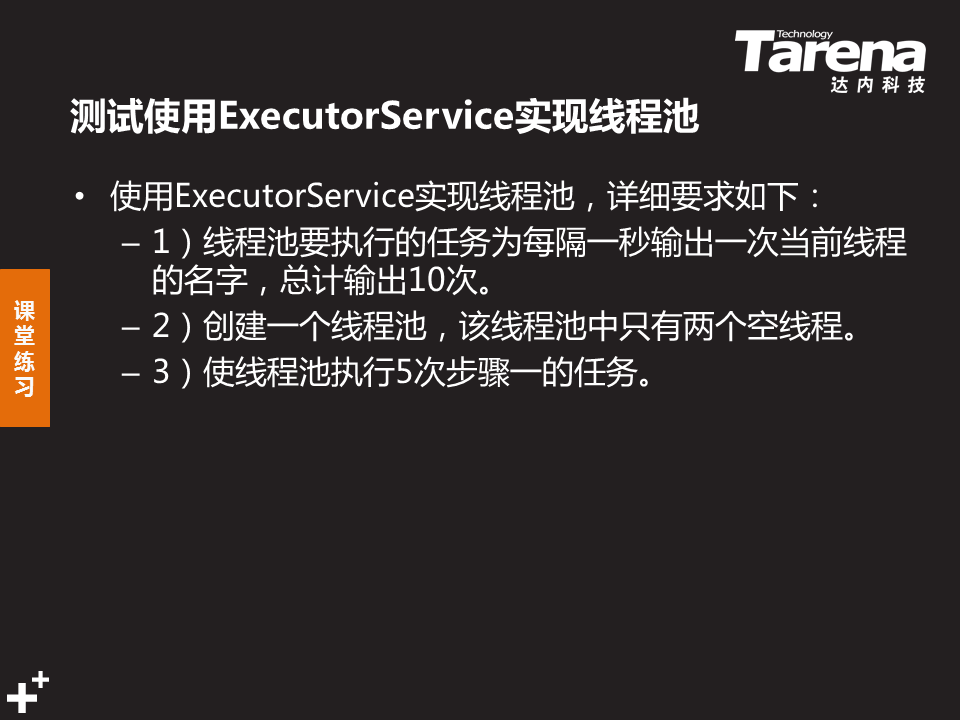 Technology
Tarena
达内科技
测试使用ExecutorService实现线程池
• 使用ExecutorService实现线程池，详细要求如下：
– 1）线程池要执行的任务为每隔一秒输出一次当前线程
的名字，总计输出10次。
– 2）创建一个线程池，该线程池中只有两个空线程。
– 3）使线程池执行5次步骤一的任务。
课
堂
练
习